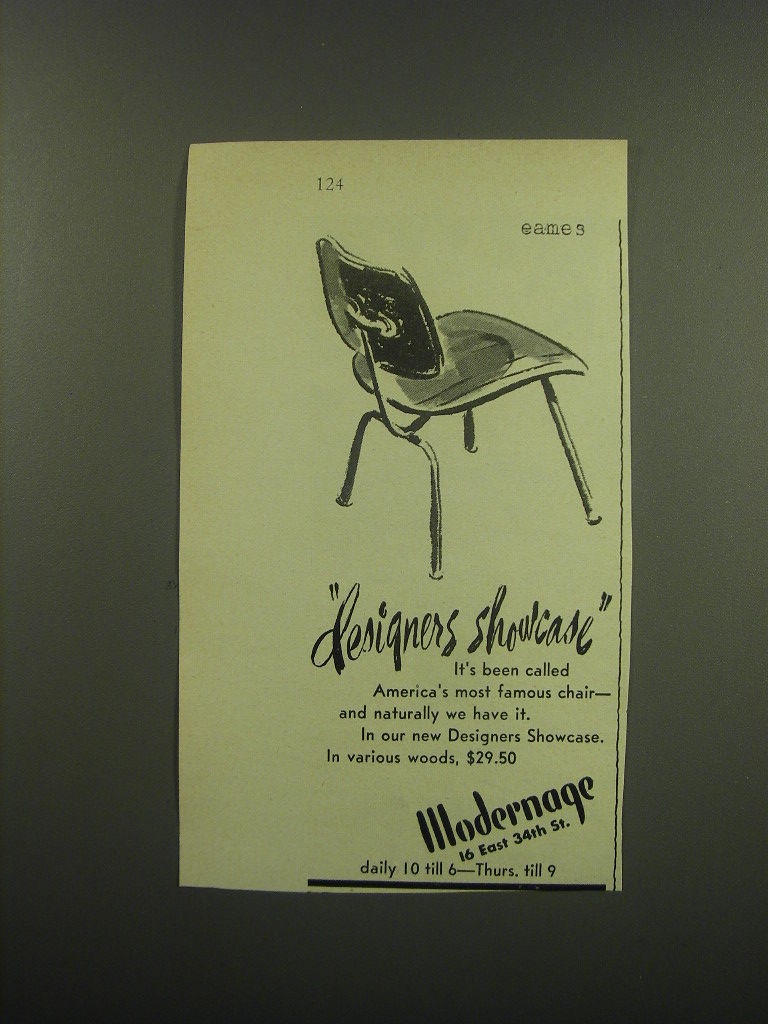 124
eames
"designers showcase"
It's been called
America's most famous chair—
and naturally we have it.
In our new Designers Showcase.
In various woods, $29.50
Modernage
16 East 34th St.
daily 10 till 6—Thurs. till 9